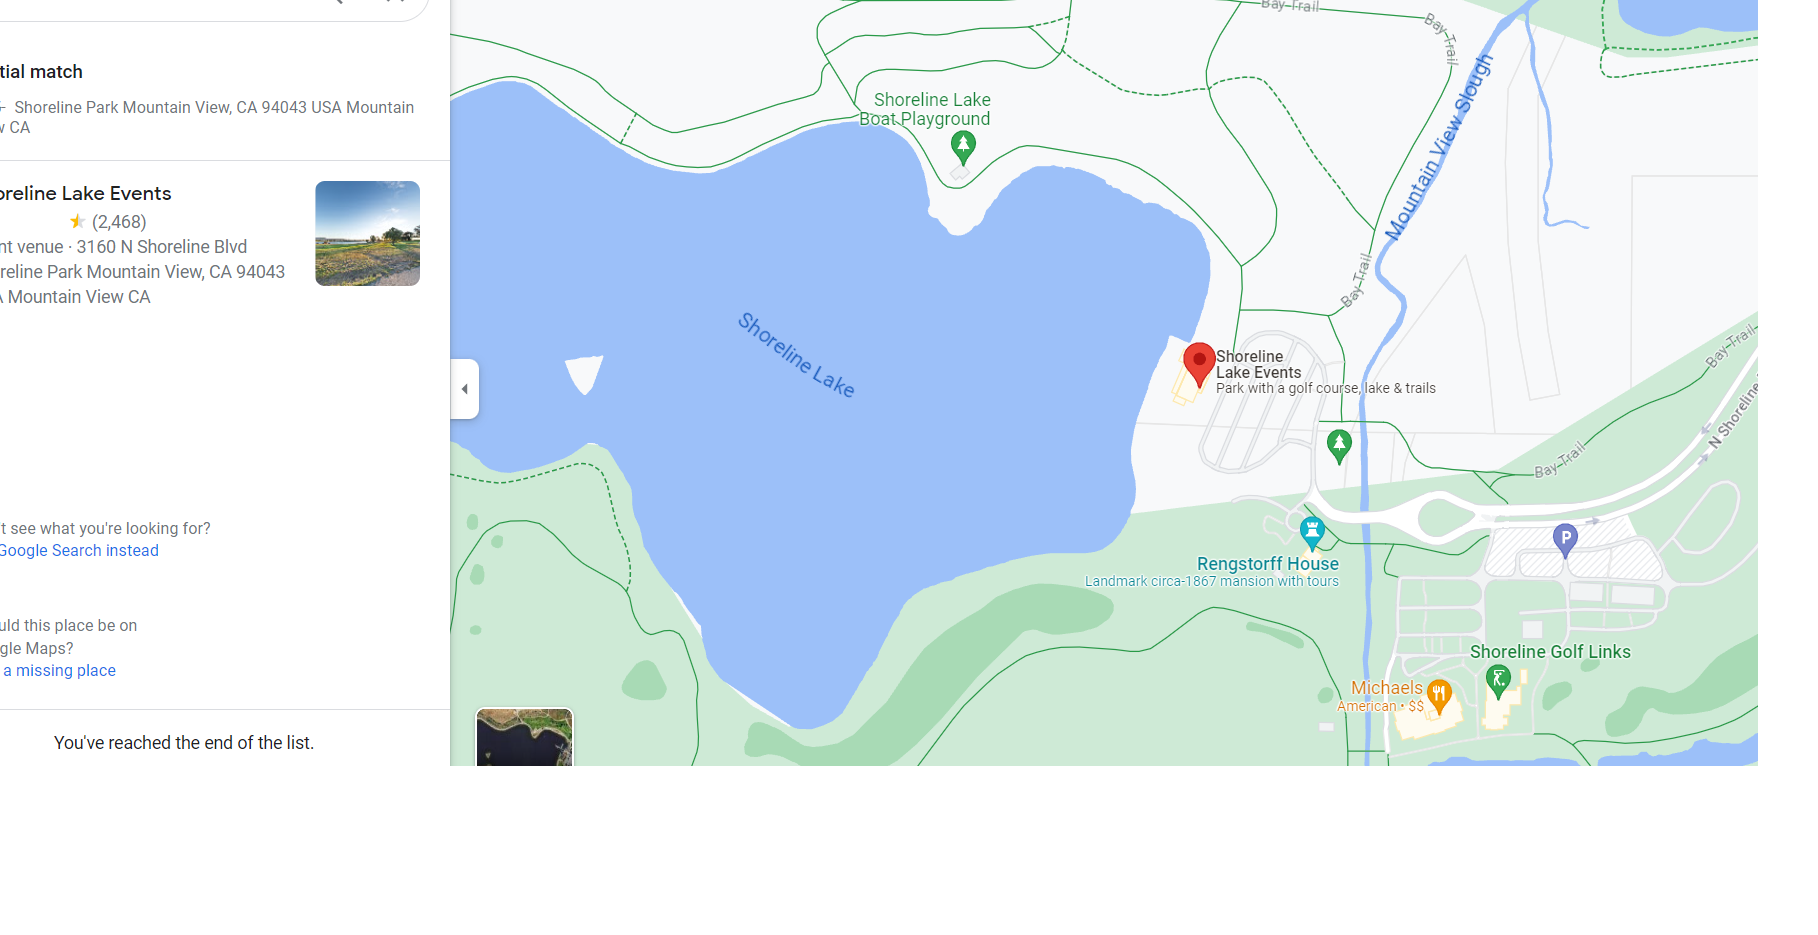 tial match
Shoreline Park Mountain View, CA 94043 USA Mountain
w CA
oreline Lake Events
(2,468)
nt venue · 3160 N Shoreline Blvd
reline Park Mountain View, CA 94043
A Mountain View CA
't see what you're looking for?
Google Search instead
uld this place be on
gle Maps?
a missing place
You've reached the end of the list.
Bay Trail
Bay Trail
Mountain View Slough
Shoreline Lake
Boat Playground
Bay Trail
Shoreline Lake
Shoreline
Lake Events
Park with a golf course, lake & trails
Bay Trail
N Shoreline
Bay Trail
P
Rengstorff House
Landmark circa-1867 mansion with tours
Shoreline Golf Links
Michaels
American • $$